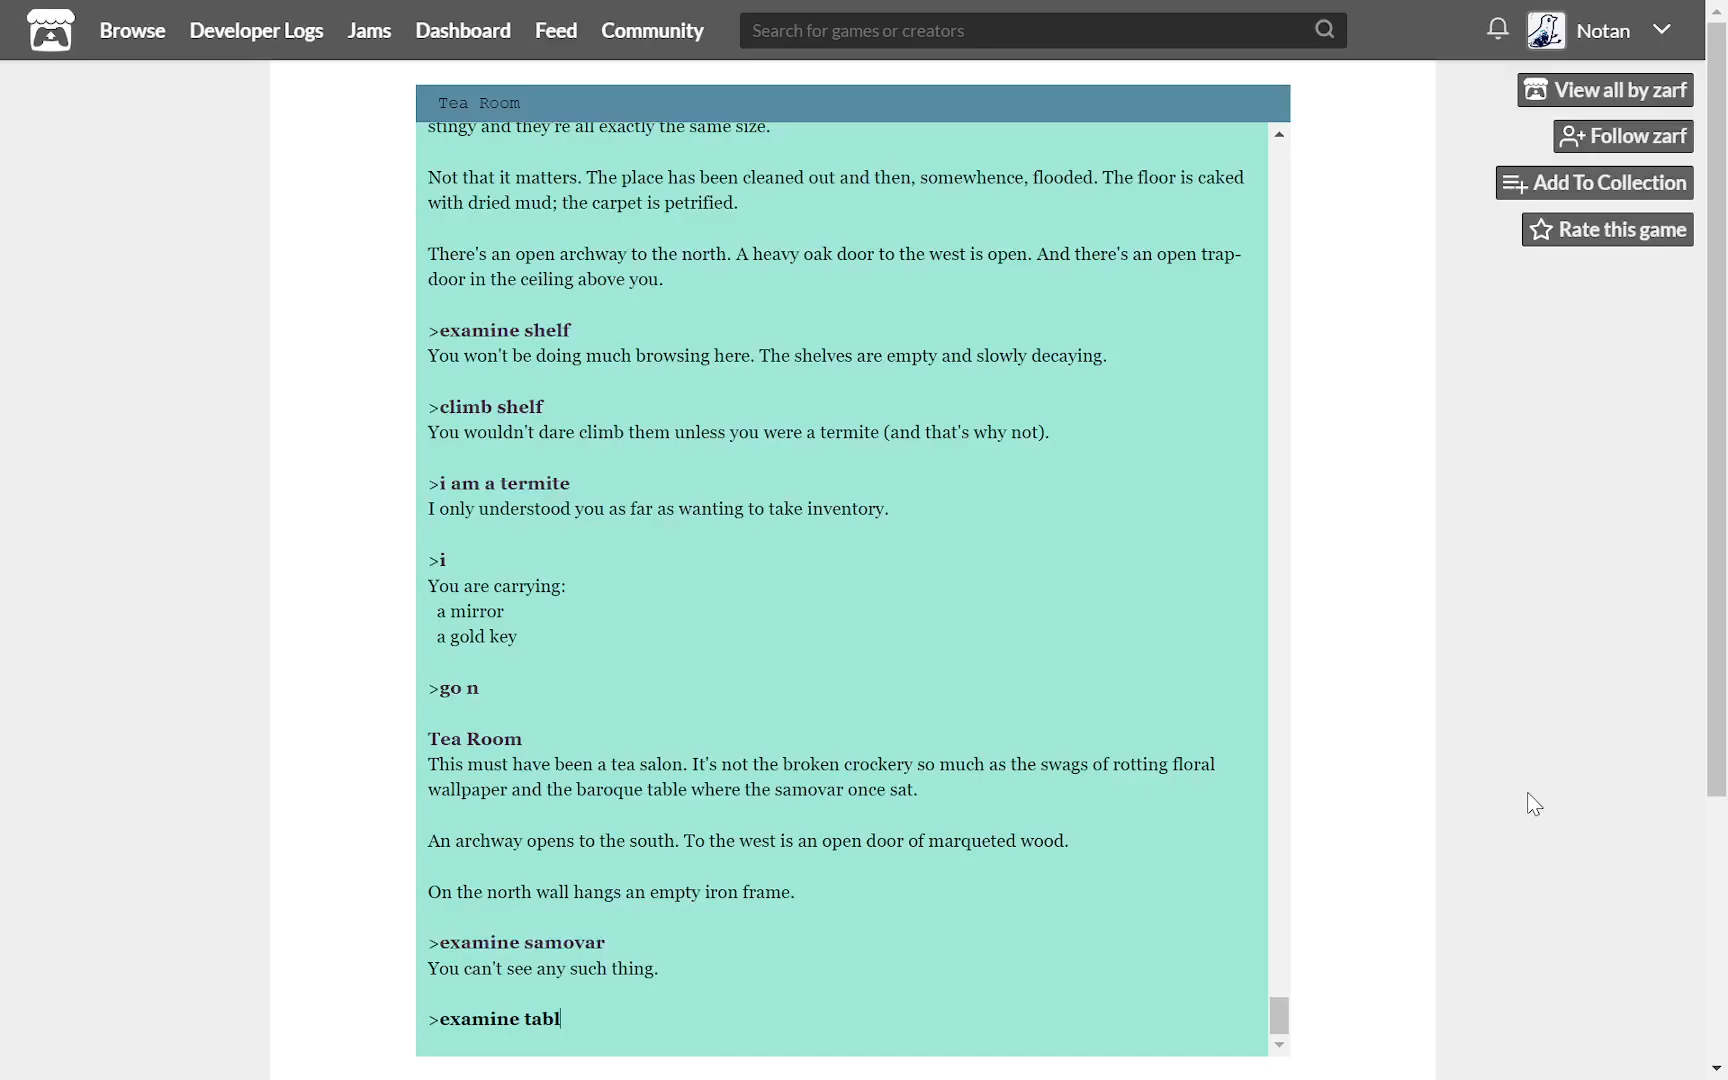 Browse Developer Logs Jams Dashboard Feed Community Search for games or creators Notan
View all by zarf
Follow zarf
Add To Collection
Rate this game
Tea Room
stingy and they're all exactly the same size.
Not that it matters. The place has been cleaned out and then, somewhence, flooded. The floor is caked
with dried mud; the carpet is petrified.
There's an open archway to the north. A heavy oak door to the west is open. And there's an open trap-
door in the ceiling above you.
>examine shelf
You won't be doing much browsing here. The shelves are empty and slowly decaying.
>climb shelf
You wouldn't dare climb them unless you were a termite (and that's why not).
>i am a termite
I only understood you as far as wanting to take inventory.
>i
You are carrying:
a mirror
a gold key
>go n
Tea Room
This must have been a tea salon. It's not the broken crockery so much as the swags of rotting floral
wallpaper and the baroque table where the samovar once sat.
An archway opens to the south. To the west is an open door of marqueted wood.
On the north wall hangs an empty iron frame.
>examine samovar
You can't see any such thing.
>examine tabl